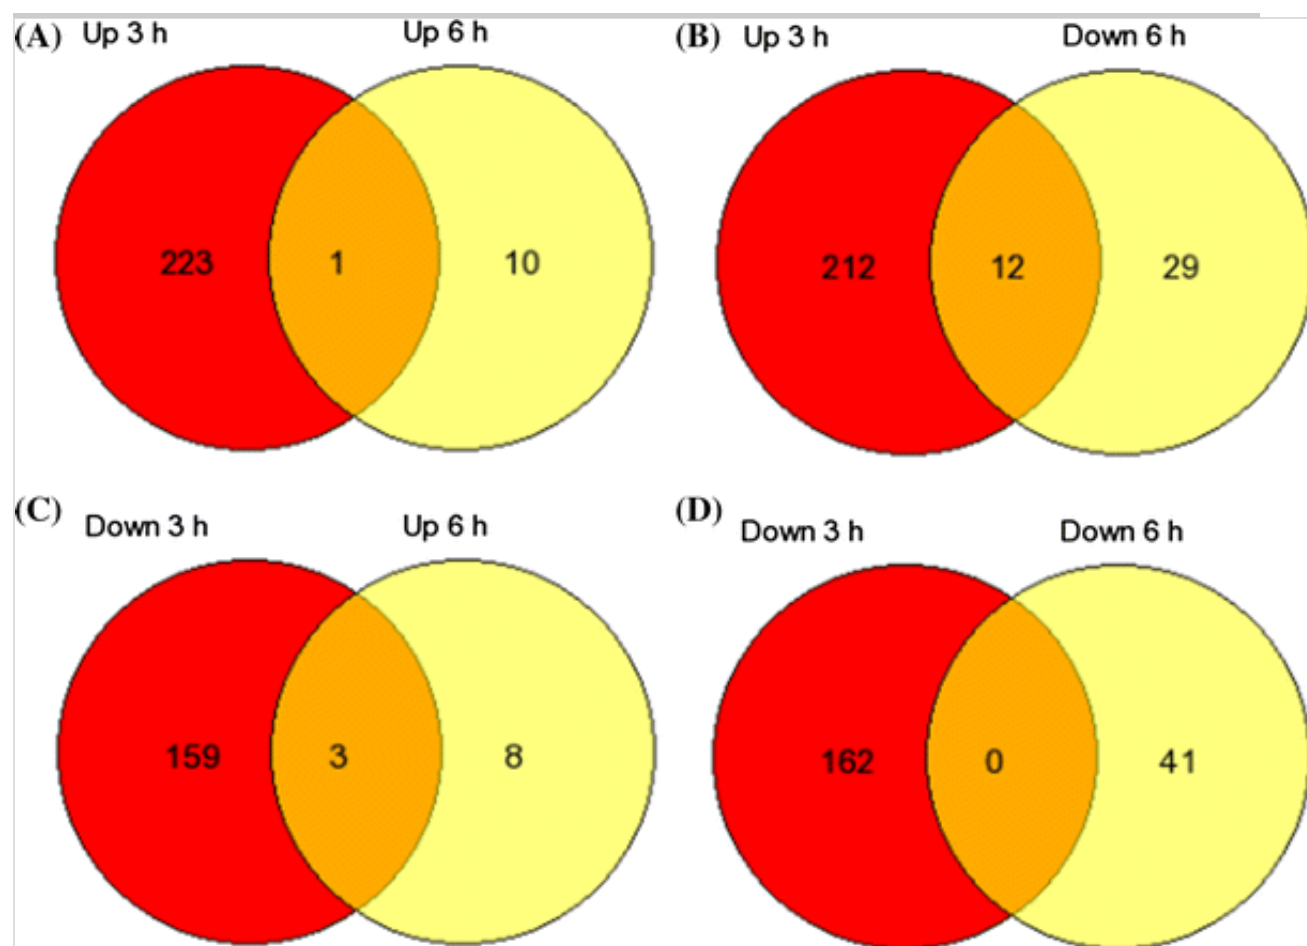 (A) Up 3 h Up 6 h
223 1 10
(B) Up 3 h Down 6 h
212 12 29
(C) Down 3 h Up 6 h
159 3 8
(D) Down 3 h Down 6 h
162 0 41